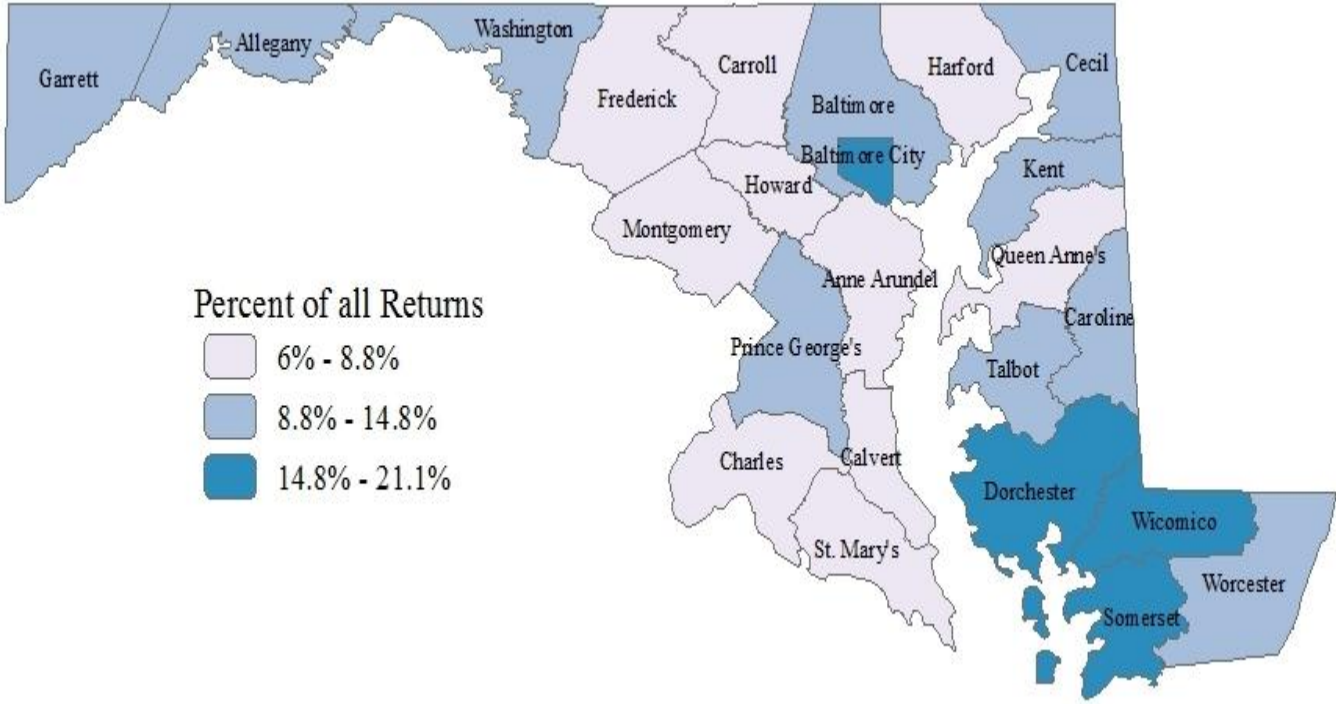 Washington
Allegany
Garrett
Carroll
Harford
Cecil
Frederick
Baltimore
Baltimore City
Kent
Howard
Montgomery
Queen Anne's
Anne Arundel
Caroline
Prince George's
Talbot
Charles
Calvert
Dorchester
Wicomico
St. Mary's
Worcester
Somerset
Percent of all Returns
6% - 8.8%
8.8% - 14.8%
14.8% - 21.1%